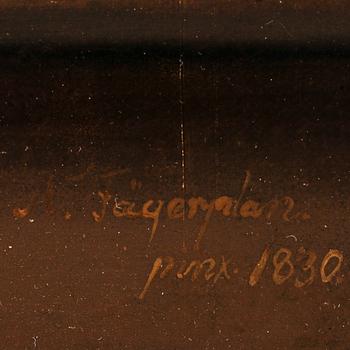 A. Jägerplan.
pinx. 1830